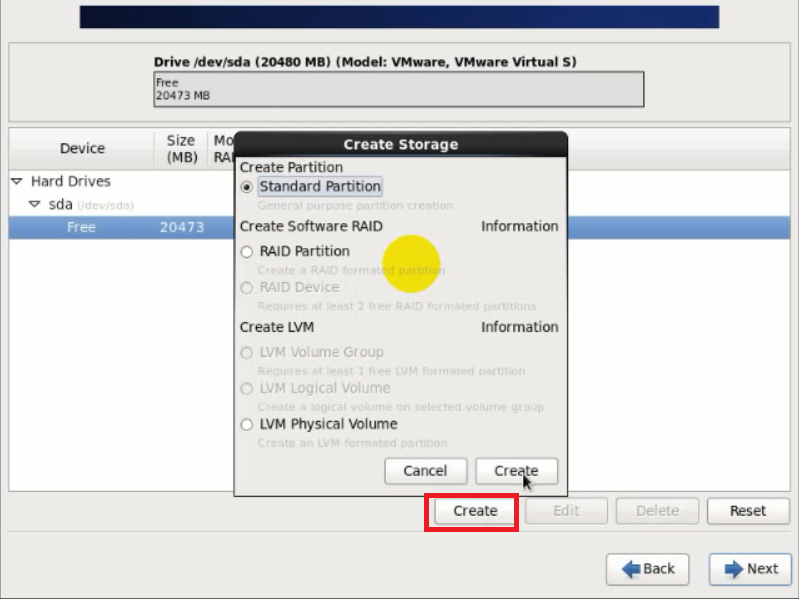 Drive /dev/sda (20480 MB) (Model: VMware, VMware Virtual S)
Free
20473 MB
Device
Size
(MB)
Mo
RAI
Hard Drives
sda (/dev/sda)
Free 20473
Create Storage
Create Partition
Standard Partition
General purpose partition creation
Create Software RAID Information
RAID Partition
Create a RAID formated partition
RAID Device
Requires at least 2 free RAID formated partitions
Create LVM Information
LVM Volume Group
Requires at least 1 free LVM formated partition
LVM Logical Volume
Create a logical volume on selected volume group
LVM Physical Volume
Create an LVM formated partition
Cancel Create
Create Edit Delete Reset
Back Next